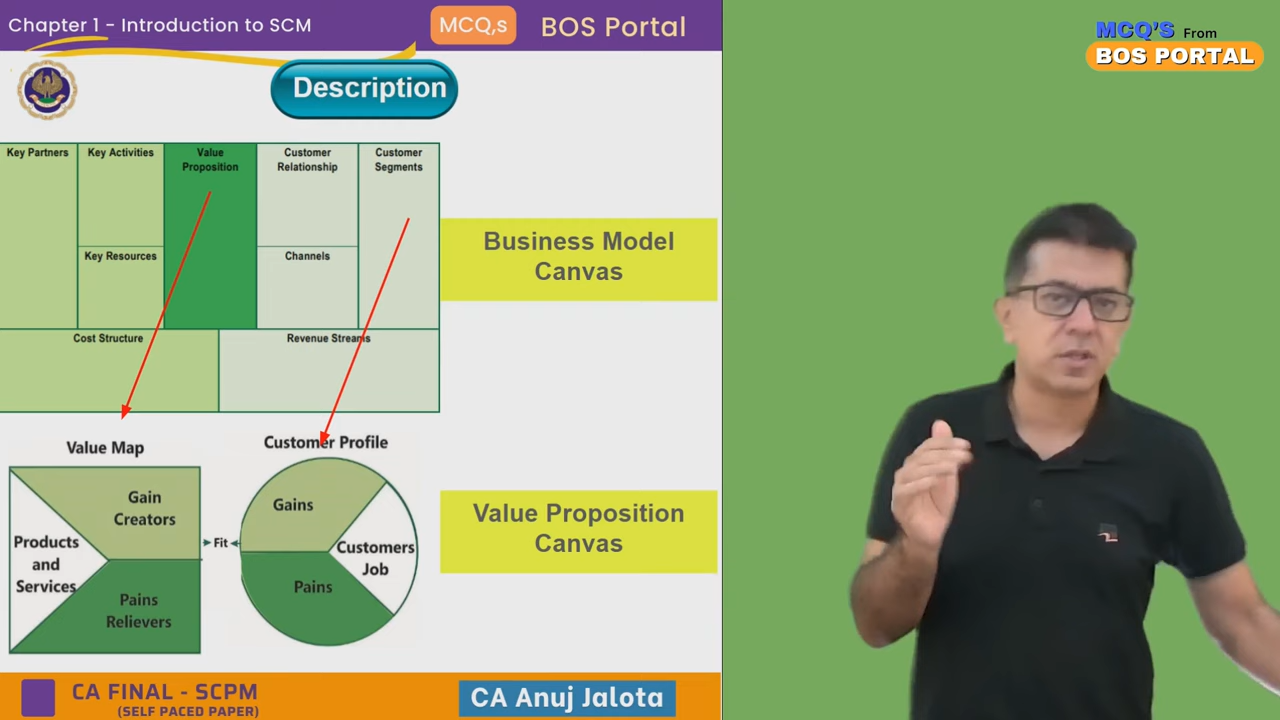 Chapter 1 - Introduction to SCM
MCQ,s
BOS Portal
MCQ'S From
BOS PORTAL
Description
Key Partners
Key Activities
Value
Proposition
Customer
Relationship
Customer
Segments
Key Resources
Channels
Cost Structure
Revenue Streams
Business Model
Canvas
Value Map
Customer Profile
Gain
Creators
Products
and
Services
Pains
Relievers
Fit
Gains
Customers
Job
Pains
Value Proposition
Canvas
CA FINAL - SCPM
(SELF PACED PAPER)
CA Anuj Jalota